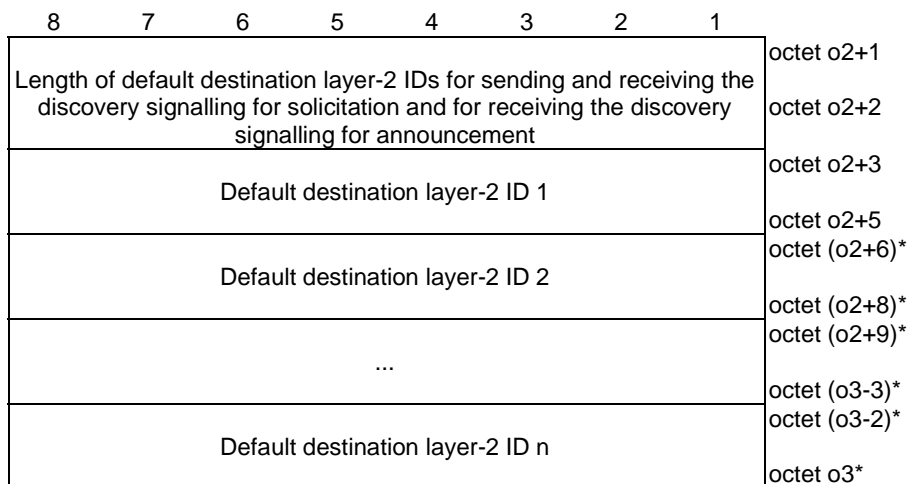 8 7 6 5 4 3 2 1
octet o2+1
Length of default destination layer-2 IDs for sending and receiving the
discovery signalling for solicitation and for receiving the discovery
octet o2+2
signalling for announcement
octet o2+3
Default destination layer-2 ID 1
octet o2+5
octet (o2+6)*
Default destination layer-2 ID 2
octet (o2+8)*
octet (o2+9)*
...
octet (o3-3)*
octet (o3-2)*
Default destination layer-2 ID n
octet o3*